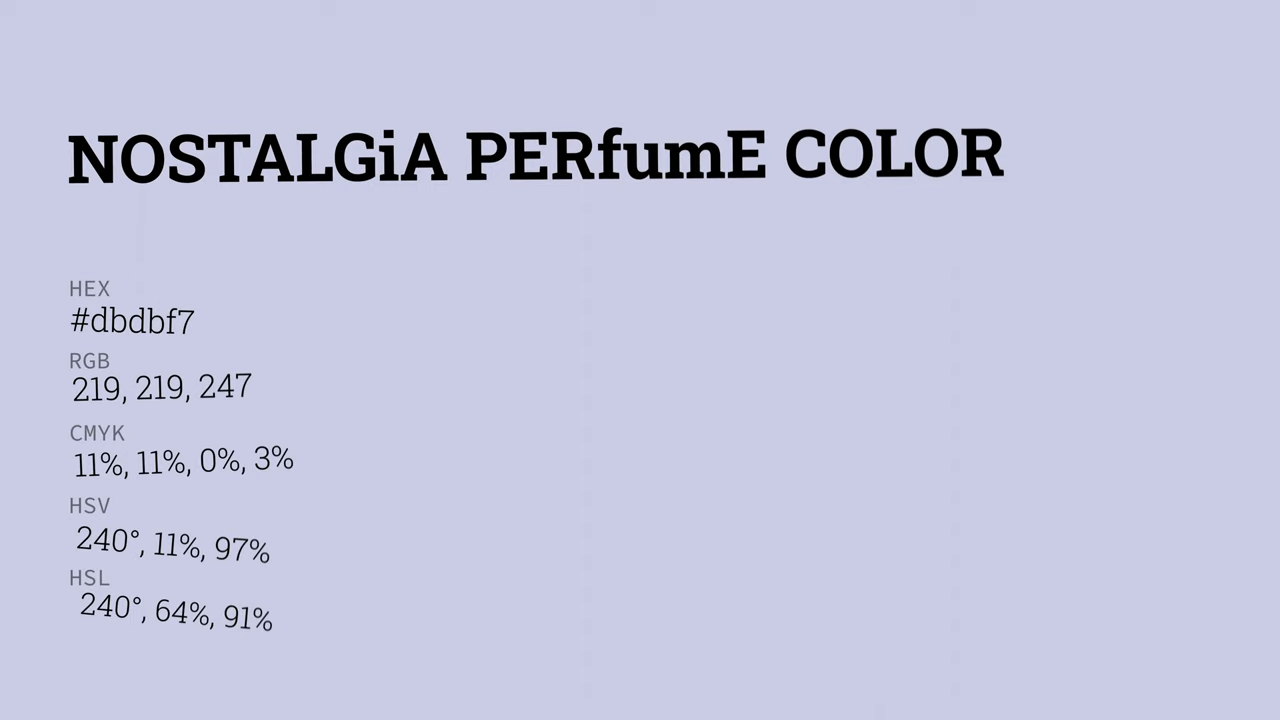 NOSTALGiA PERfumE COLOR
HEX
#dbdbf7
RGB
219, 219, 247
CMYK
11%, 11%, 0%, 3%
HSV
240°, 11%, 97%
HSL
240°, 64%, 91%